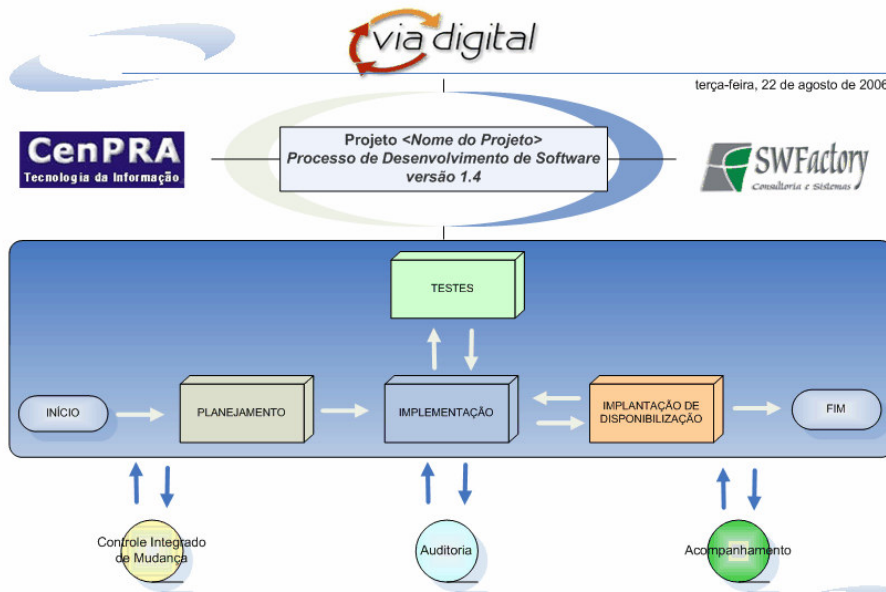 via digital
terça-feira, 22 de agosto de 2006
CenPRA
Tecnologia da Informação
Projeto <Nome do Projeto>
Processo de Desenvolvimento de Software
versão 1.4
SWFactory
Consultoria e Sistemas
TESTES
INÍCIO
PLANEJAMENTO
IMPLEMENTAÇÃO
IMPLANTAÇÃO DE
DISPONIBILIZAÇÃO
FIM
Controle Integrado
de Mudança
Auditoria
Acompanhamento